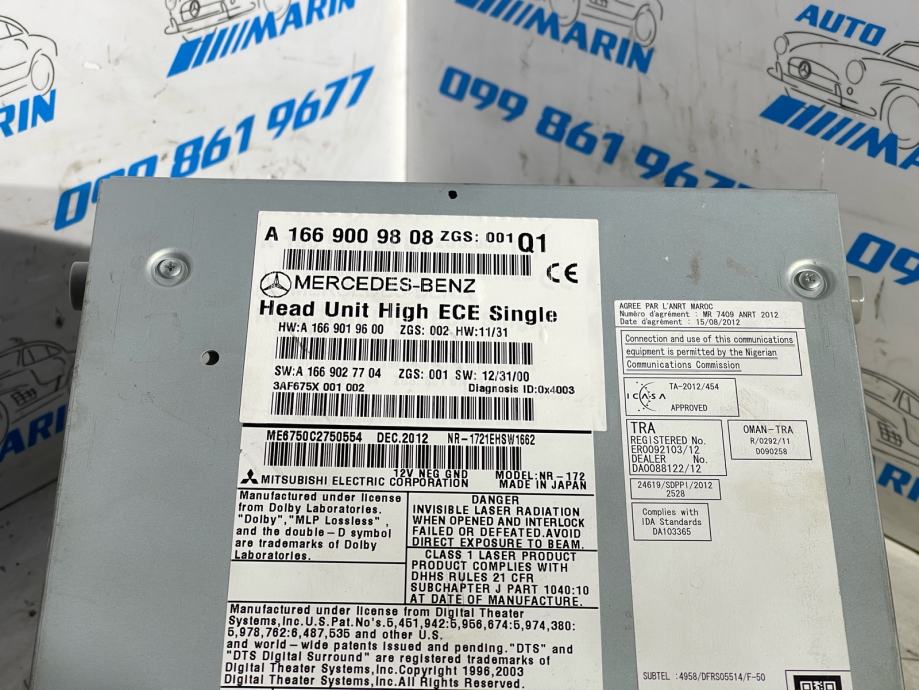 MARIN
099 861 9677
MARIN
099 861 9677
AUTO
MARIN
MARIN
A 166 900 98 08 ZGS: 001 Q1
CE
MERCEDES-BENZ
Head Unit High ECE Single
HW:A 166 901 96 00 ZGS: 002 HW:11/31
SW:A 166 902 77 04 ZGS: 001 SW: 12/31/00
3AF675X 001 002 Diagnosis ID:0x4003
ME6750C2750554 DEC.2012 NR-1721EHSW1662
12V NEG GND MODEL:NR-172
MITSUBISHI ELECTRIC CORPORATION MADE IN JAPAN
Manufactured under license
from Dolby Laboratories.
"Dolby","MLP Lossless",
and the double-D symbol
are trademarks of Dolby
Laboratories.
DANGER
INVISIBLE LASER RADIATION
WHEN OPENED AND INTERLOCK
FAILED OR DEFEATED.AVOID
DIRECT EXPOSURE TO BEAM.
CLASS 1 LASER PRODUCT
PRODUCT COMPLIES WITH
DHHS RULES 21 CFR
SUBCHAPTER J PART 1040:10
AT DATE OF MANUFACTURE.
Manufactured under license from Digital Theater
Systems,Inc.U.S.Pat.No's.5,451,942:5,956,674:5,974,380:
5,978,762:6,487,535 and other U.S.
and world-wide patents issued and pending."DTS" and
"DTS Digital Surround" are registered trademarks of
Digital Theater Systems,Inc.Copyright 1996,2003
Digital Theater Systems,Inc.All Rights Reserved.
AGREE PAR L'ANRT MAROC
Numéro d'agrément : MR 7409 ANRT 2012
Date d'agrément : 15/08/2012
Connection and use of this communications
equipment is permitted by the Nigerian
Communications Commission
ICASA
TA-2012/454
APPROVED
TRA
REGISTERED No.
ER0092103/12
DEALER No.
DA0088122/12
OMAN-TRA
R/0292/11
D090258
24619/SDPPI/2012
2528
Complies with
IDA Standards
DA103365
SUBTEL :4958/DFRS05514/F-50